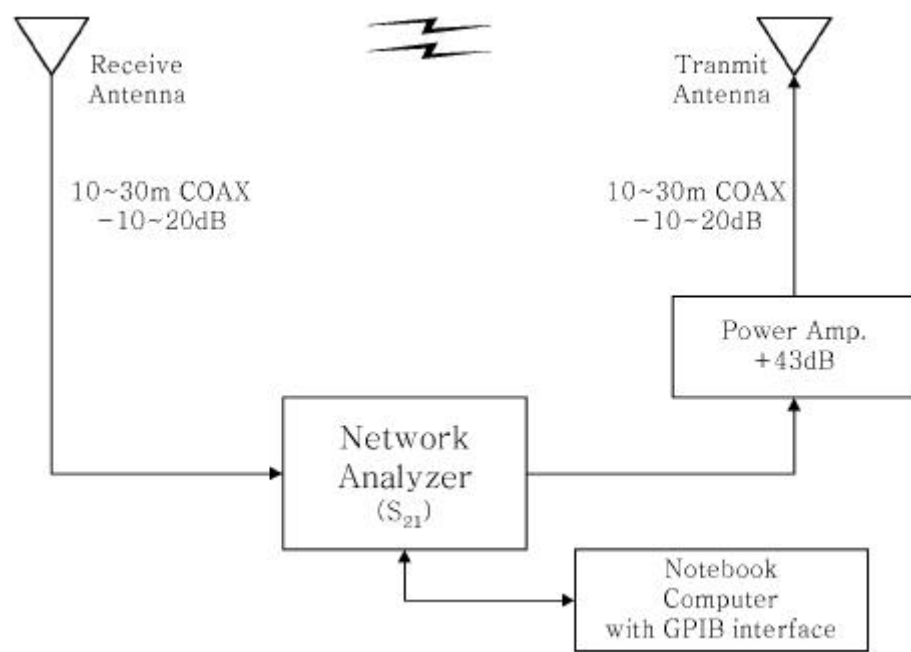 Receive
Antenna
Tranmit
Antenna
10~30m COAX
-10~20dB
10~30m COAX
-10~20dB
Power Amp.
+43dB
Network
Analyzer
(S₂₁)
Notebook
Computer
with GPIB interface